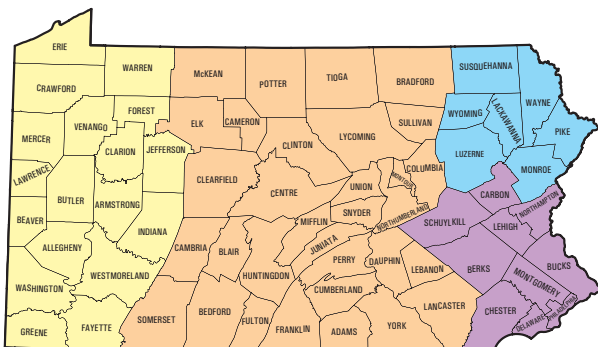 ERIE
WARREN
McKEAN
POTTER
TIOGA
BRADFORD
SUSQUEHANNA
CRAWFORD
WAYNE
FOREST
ELK
CAMERON
SULLIVAN
WYOMING
LACKAWANNA
PIKE
VENANGO
MERCER
CLARION
JEFFERSON
CLINTON
LYCOMING
LUZERNE
MONROE
LAWRENCE
CLEARFIELD
CENTRE
UNION
MONTOUR
COLUMBIA
CARBON
BUTLER
ARMSTRONG
SNYDER
NORTHUMBERLAND
NORTHAMPTON
BEAVER
INDIANA
MIFFLIN
SCHUYLKILL
LEHIGH
ALLEGHENY
CAMBRIA
BLAIR
JUNIATA
PERRY
DAUPHIN
LEBANON
BERKS
BUCKS
WESTMORELAND
HUNTINGDON
MONTGOMERY
WASHINGTON
CUMBERLAND
LANCASTER
CHESTER
PHILADELPHIA
SOMERSET
BEDFORD
FULTON
FRANKLIN
ADAMS
YORK
DELAWARE
GREENE
FAYETTE